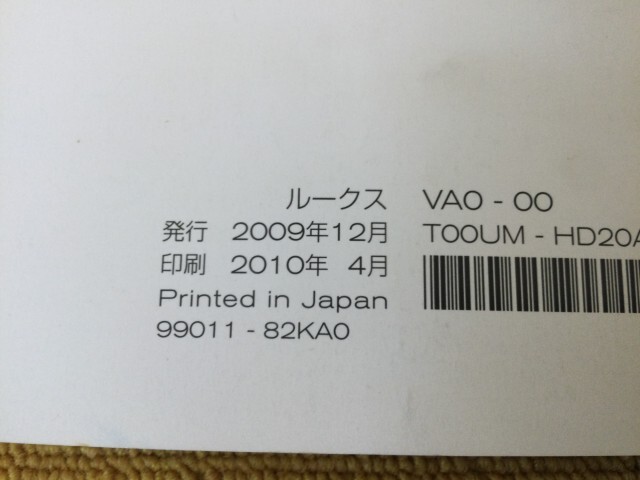 ルークス VA0 - 00
発行 2009年12月 T00UM - HD20A
印刷 2010年 4月
Printed in Japan
99011 - 82KA0